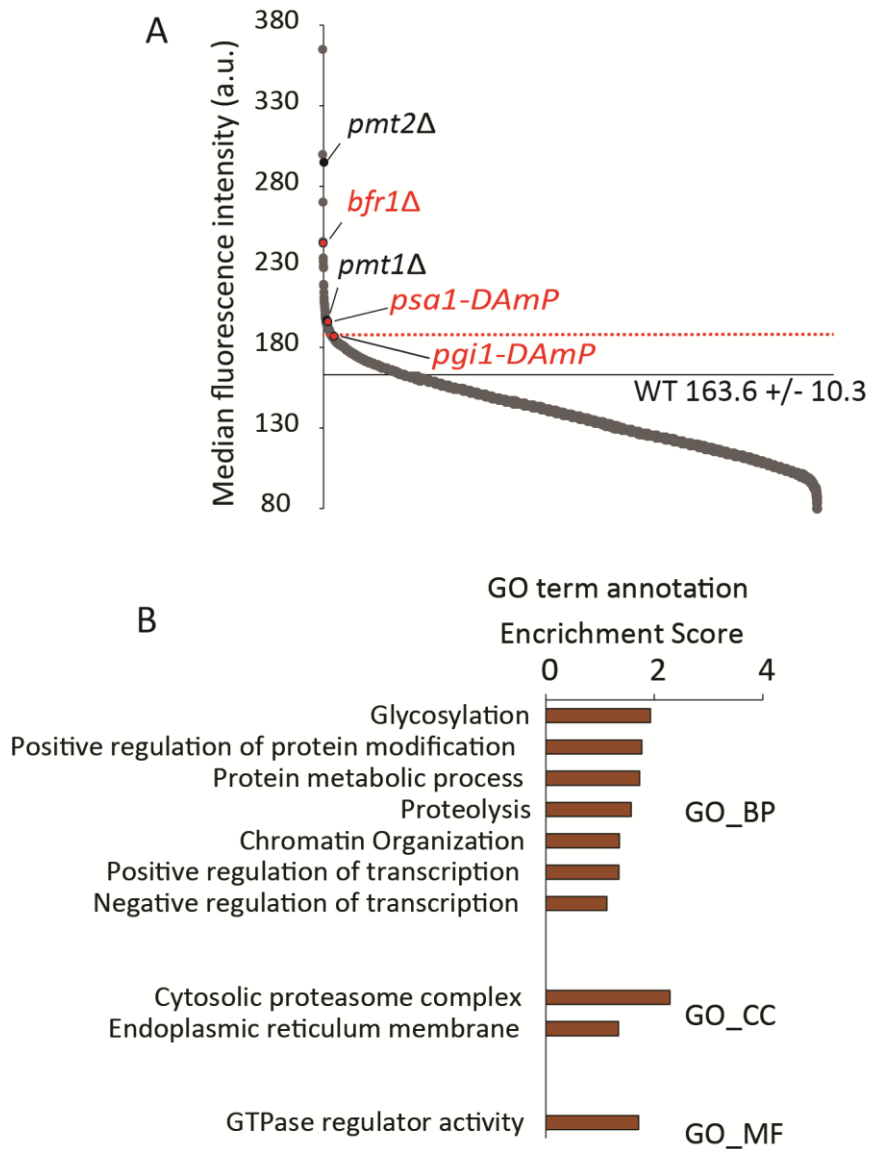 A
Median fluorescence intensity (a.u.)
380
330
280
230
180
130
80
pmt2Δ
bfr1Δ
pmt1Δ
psa1-DAmP
pgi1-DAmP
WT 163.6 +/- 10.3
B
GO term annotation
Encrichment Score
0 2 4
Glycosylation
Positive regulation of protein modification
Protein metabolic process
Proteolysis
Chromatin Organization
Positive regulation of transcription
Negative regulation of transcription
GO_BP
Cytosolic proteasome complex
Endoplasmic reticulum membrane
GO_CC
GTPase regulator activity
GO_MF